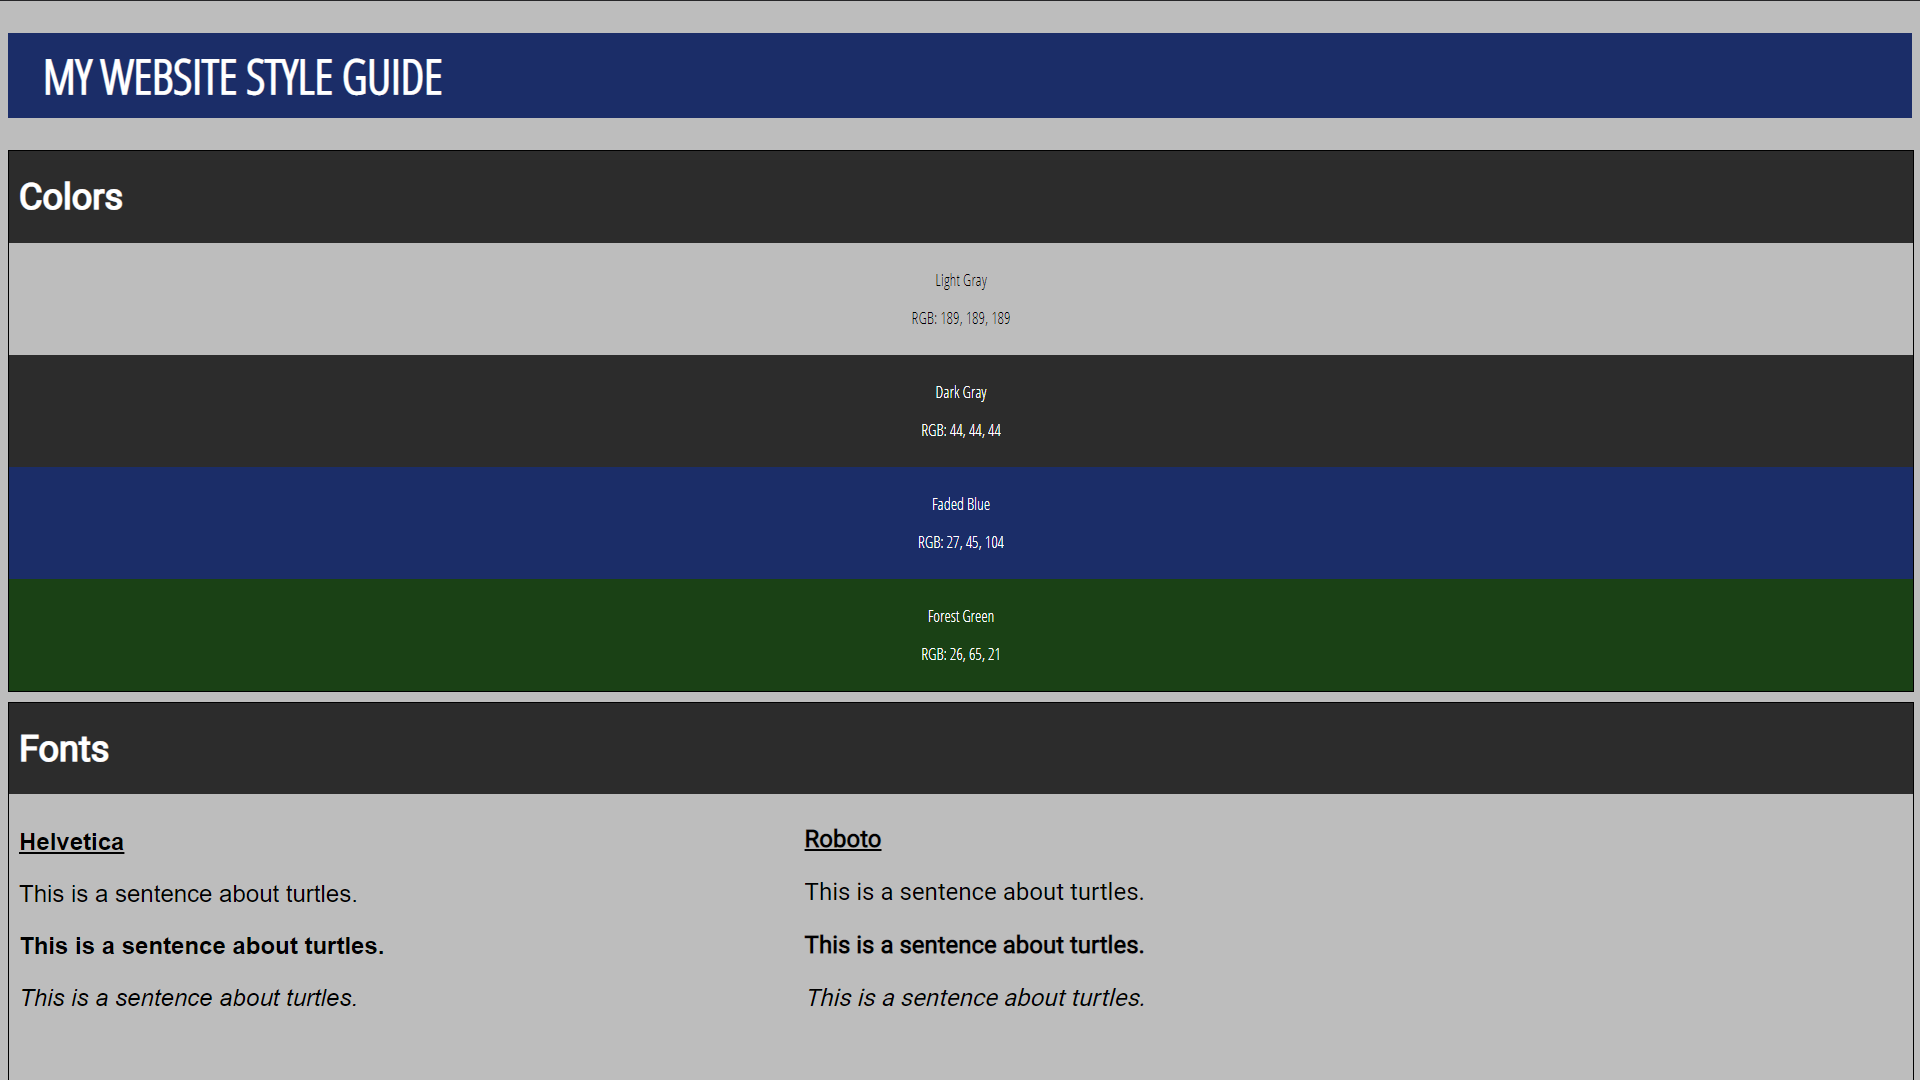 MY WEBSITE STYLE GUIDE
Colors
Light Gray
RGB: 189, 189, 189
Dark Gray
RGB: 44, 44, 44
Faded Blue
RGB: 27, 45, 104
Forest Green
RGB: 26, 65, 21
Fonts
Helvetica
This is a sentence about turtles.
This is a sentence about turtles.
This is a sentence about turtles.
Roboto
This is a sentence about turtles.
This is a sentence about turtles.
This is a sentence about turtles.